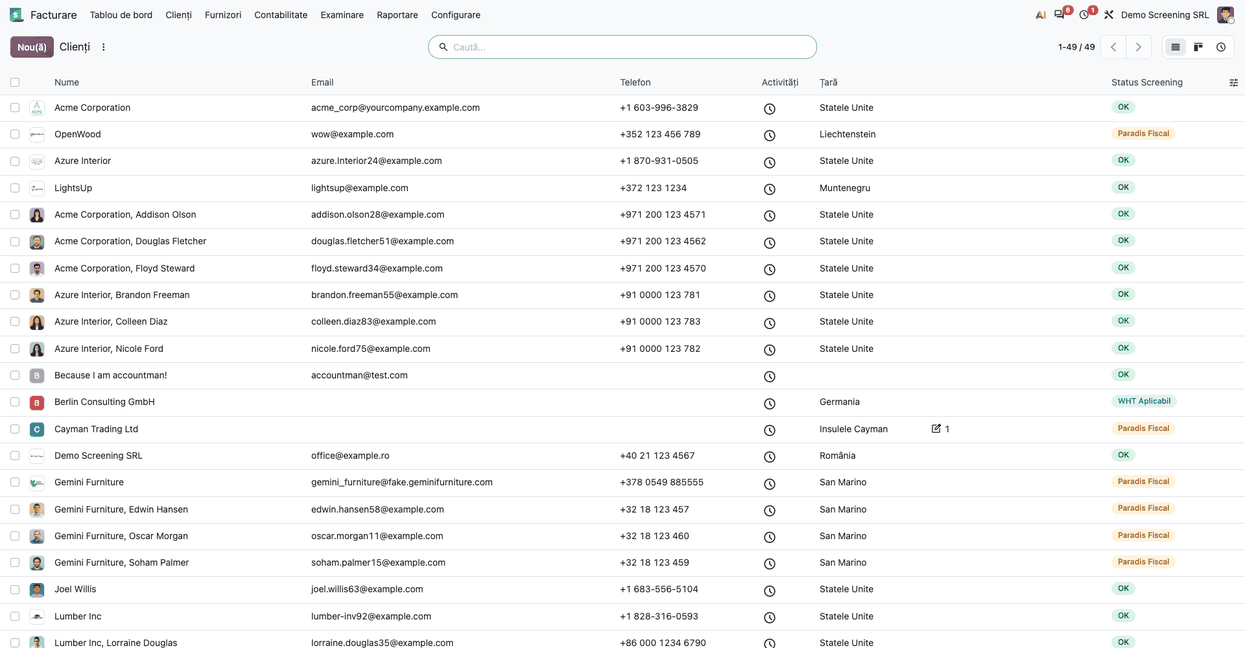 Facturare Tablou de bord Clienți Furnizori Contabilitate Examinare Raportare Configurare 6 1 Demo Screening SRL
Nou(ă) Clienți Caută... 1-49 / 49
Nume Email Telefon Activități Țară Status Screening
Acme Corporation acme_corp@yourcompany.example.com +1 603-996-3829 Statele Unite OK
OpenWood wow@example.com +352 123 456 789 Liechtenstein Paradis Fiscal
Azure Interior azure.Interior24@example.com +1 870-931-0505 Statele Unite OK
LightsUp lightsup@example.com +372 123 1234 Muntenegru OK
Acme Corporation, Addison Olson addison.olson28@example.com +971 200 123 4571 Statele Unite OK
Acme Corporation, Douglas Fletcher douglas.fletcher51@example.com +971 200 123 4562 Statele Unite OK
Acme Corporation, Floyd Steward floyd.steward34@example.com +971 200 123 4570 Statele Unite OK
Azure Interior, Brandon Freeman brandon.freeman55@example.com +91 0000 123 781 Statele Unite OK
Azure Interior, Colleen Diaz colleen.diaz83@example.com +91 0000 123 783 Statele Unite OK
Azure Interior, Nicole Ford nicole.ford75@example.com +91 0000 123 782 Statele Unite OK
B Because I am accountman! accountman@test.com OK
B Berlin Consulting GmbH Germania WHT Aplicabil
C Cayman Trading Ltd Insulele Cayman 1 Paradis Fiscal
Demo Screening SRL office@example.ro +40 21 123 4567 România OK
Gemini Furniture gemini_furniture@fake.geminifurniture.com +378 0549 885555 San Marino Paradis Fiscal
Gemini Furniture, Edwin Hansen edwin.hansen58@example.com +32 18 123 457 San Marino Paradis Fiscal
Gemini Furniture, Oscar Morgan oscar.morgan11@example.com +32 18 123 460 San Marino Paradis Fiscal
Gemini Furniture, Soham Palmer soham.palmer15@example.com +32 18 123 459 San Marino Paradis Fiscal
Joel Willis joel.willis63@example.com +1 683-556-5104 Statele Unite OK
Lumber Inc lumber-inv92@example.com +1 828-316-0593 Statele Unite OK
Lumber Inc, Lorraine Douglas lorraine.douglas35@example.com +86 000 1234 6790 Statele Unite OK